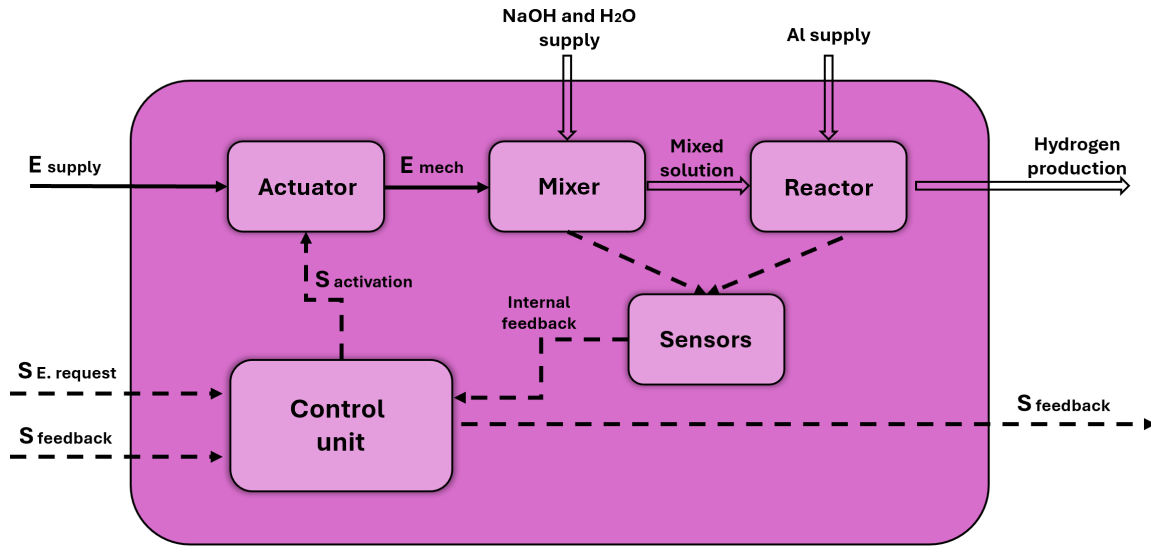 NaOH and H₂O
supply
Al supply
E supply
Actuator
E mech
Mixer
Mixed
solution
Reactor
Hydrogen
production
S activation
Internal
feedback
Sensors
S E. request
S feedback
Control
unit
S feedback